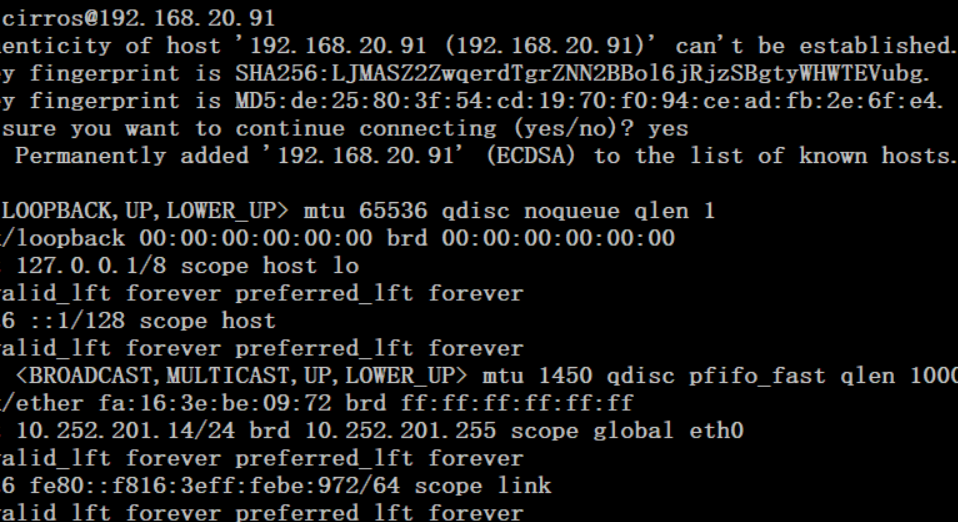 cirros@192.168.20.91
enticity of host '192.168.20.91 (192.168.20.91)' can't be established.
y fingerprint is SHA256:LJMASZ2ZwqerdTgrZNN2BBol6jRjzSBgtyWHWTEVubg.
y fingerprint is MD5:de:25:80:3f:54:cd:19:70:f0:94:ce:ad:fb:2e:6f:e4.
sure you want to continue connecting (yes/no)? yes
Permanently added '192.168.20.91' (ECDSA) to the list of known hosts.
LOOPBACK,UP,LOWER_UP> mtu 65536 qdisc noqueue qlen 1
/loopback 00:00:00:00:00:00 brd 00:00:00:00:00:00
127.0.0.1/8 scope host lo
alid_lft forever preferred_lft forever
6 ::1/128 scope host
alid_lft forever preferred_lft forever
<BROADCAST,MULTICAST,UP,LOWER_UP> mtu 1450 qdisc pfifo_fast qlen 1000
/ether fa:16:3e:be:09:72 brd ff:ff:ff:ff:ff:ff
10.252.201.14/24 brd 10.252.201.255 scope global eth0
alid_lft forever preferred_lft forever
6 fe80::f816:3eff:febe:972/64 scope link
alid_lft forever preferred_lft forever